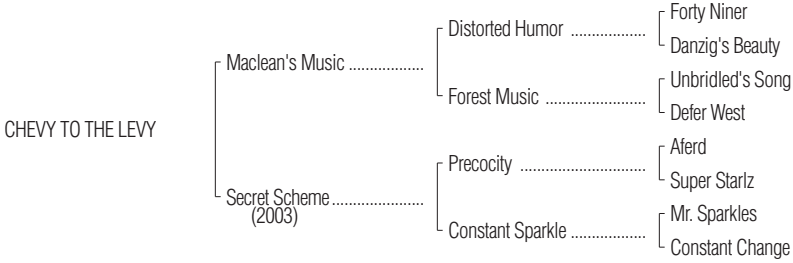 Forty Niner
Distorted Humor ..................
Danzig's Beauty
Maclean's Music ..................
Unbridled's Song
Forest Music ........................
Defer West
CHEVY TO THE LEVY
Aferd
Precocity ..............................
Super Starlz
Secret Scheme ......................
(2003)
Mr. Sparkles
Constant Sparkle ..................
Constant Change